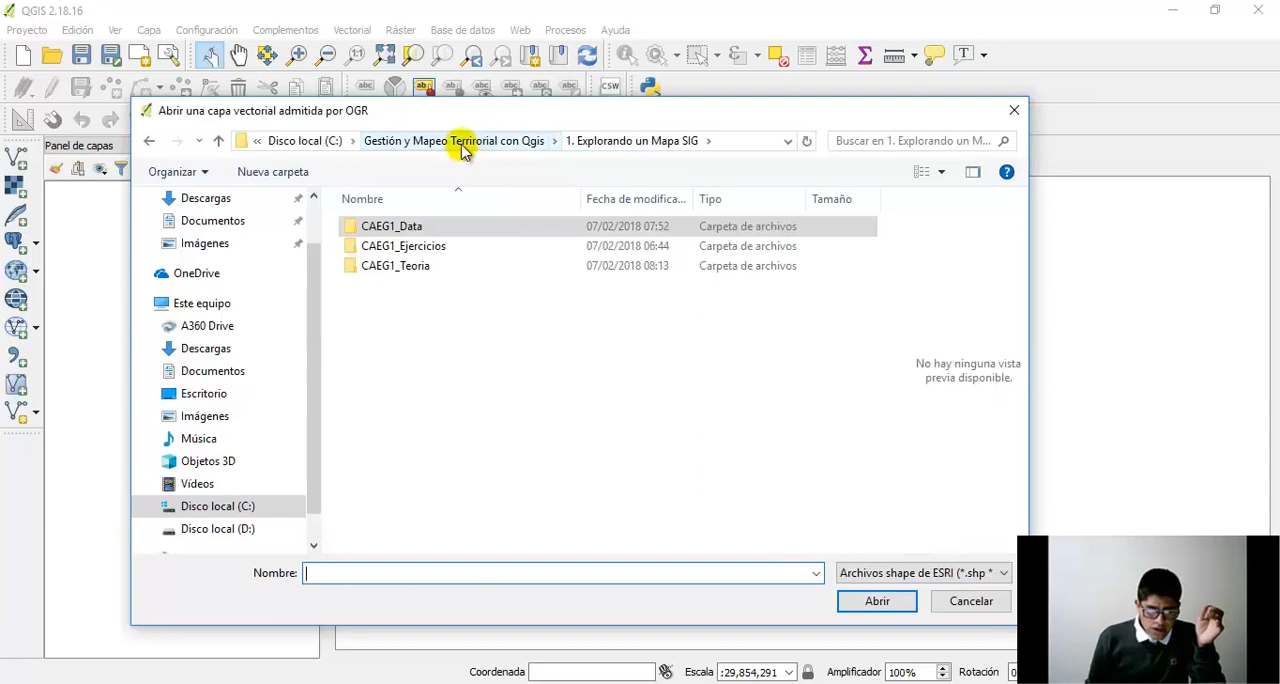 QGIS 2.18.16
Proyecto Edición Ver Capa Configuración Complementos Vectorial Ráster Base de datos Web Procesos Ayuda
Panel de capas
Abrir una capa vectorial admitida por OGR
« Disco local (C:) > Gestión y Mapeo Terrirorial con Qgis > 1. Explorando un Mapa SIG >
Buscar en 1. Explorando un M...
Organizar
Nueva carpeta
Nombre Fecha de modifica... Tipo Tamaño
CAEG1_Data 07/02/2018 07:52 Carpeta de archivos
CAEG1_Ejercicios 07/02/2018 06:44 Carpeta de archivos
CAEG1_Teoria 07/02/2018 08:13 Carpeta de archivos
Descargas
Documentos
Imágenes
OneDrive
Este equipo
A360 Drive
Descargas
Documentos
Escritorio
Imágenes
Música
Objetos 3D
Vídeos
Disco local (C:)
Disco local (D:)
No hay ninguna vista
previa disponible.
Nombre:
Archivos shape de ESRI (*.shp *
Abrir
Cancelar
Coordenada
Escala :29,854,291
Amplificador 100%
Rotación